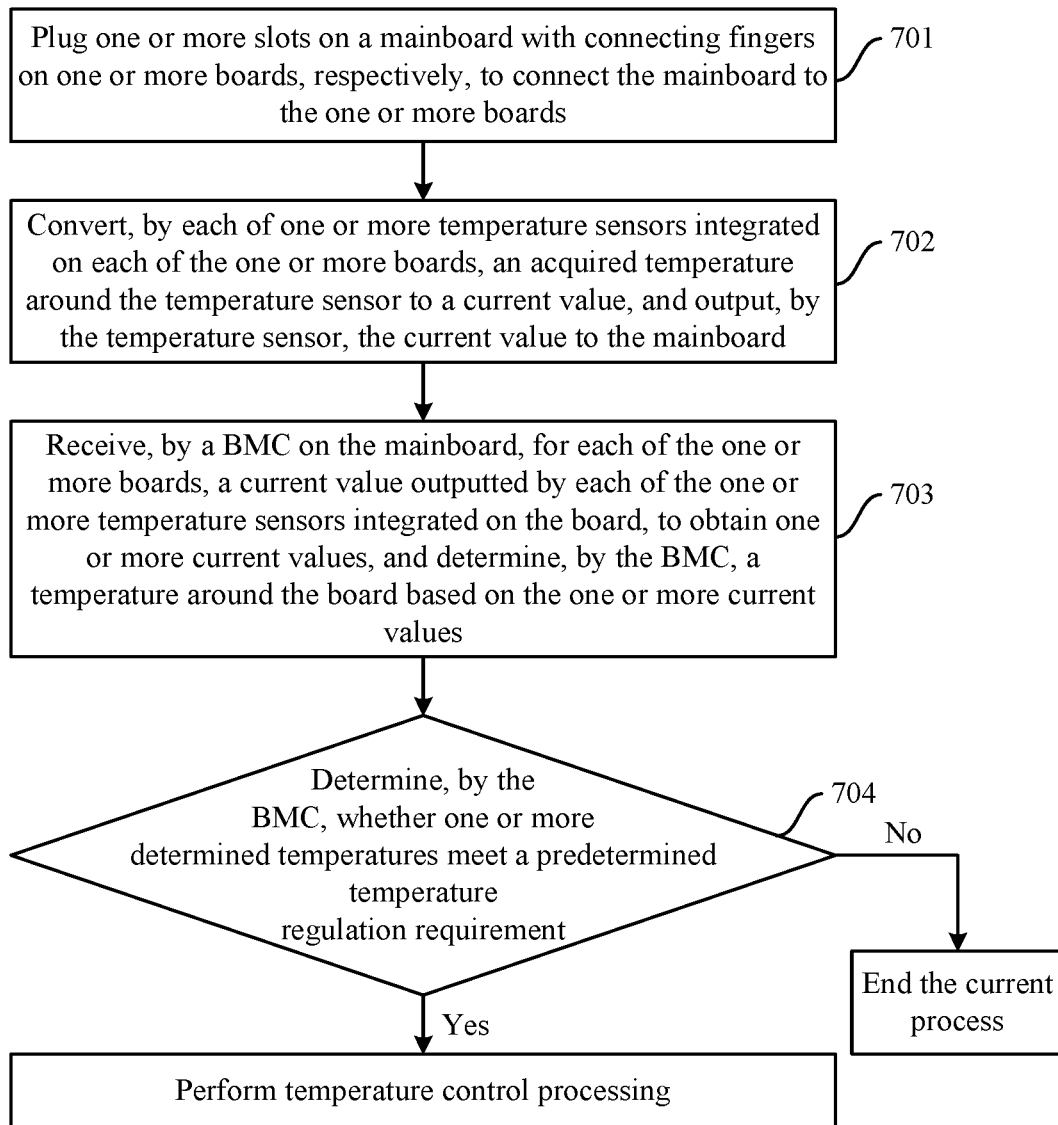 Plug one or more slots on a mainboard with connecting fingers
on one or more boards, respectively, to connect the mainboard to
the one or more boards
701
Convert, by each of one or more temperature sensors integrated
on each of the one or more boards, an acquired temperature
around the temperature sensor to a current value, and output, by
the temperature sensor, the current value to the mainboard
702
Receive, by a BMC on the mainboard, for each of the one or
more boards, a current value outputted by each of the one or
more temperature sensors integrated on the board, to obtain one
or more current values, and determine, by the BMC, a
temperature around the board based on the one or more current
values
703
Determine, by the
BMC, whether one or more
determined temperatures meet a predetermined
temperature
regulation requirement
704
No
End the current
process
Yes
Perform temperature control processing